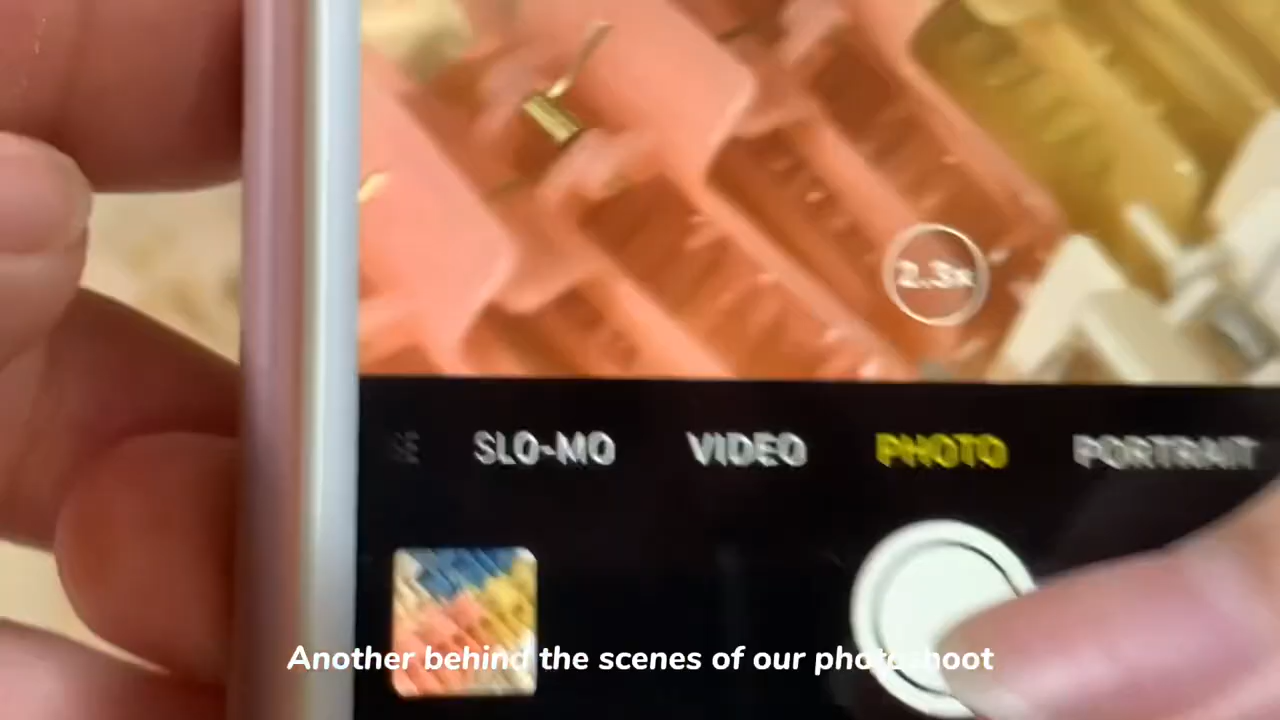 2.3x
SLO-MO VIDEO PHOTO PORTRAIT
Another behind the scenes of our photoshoot